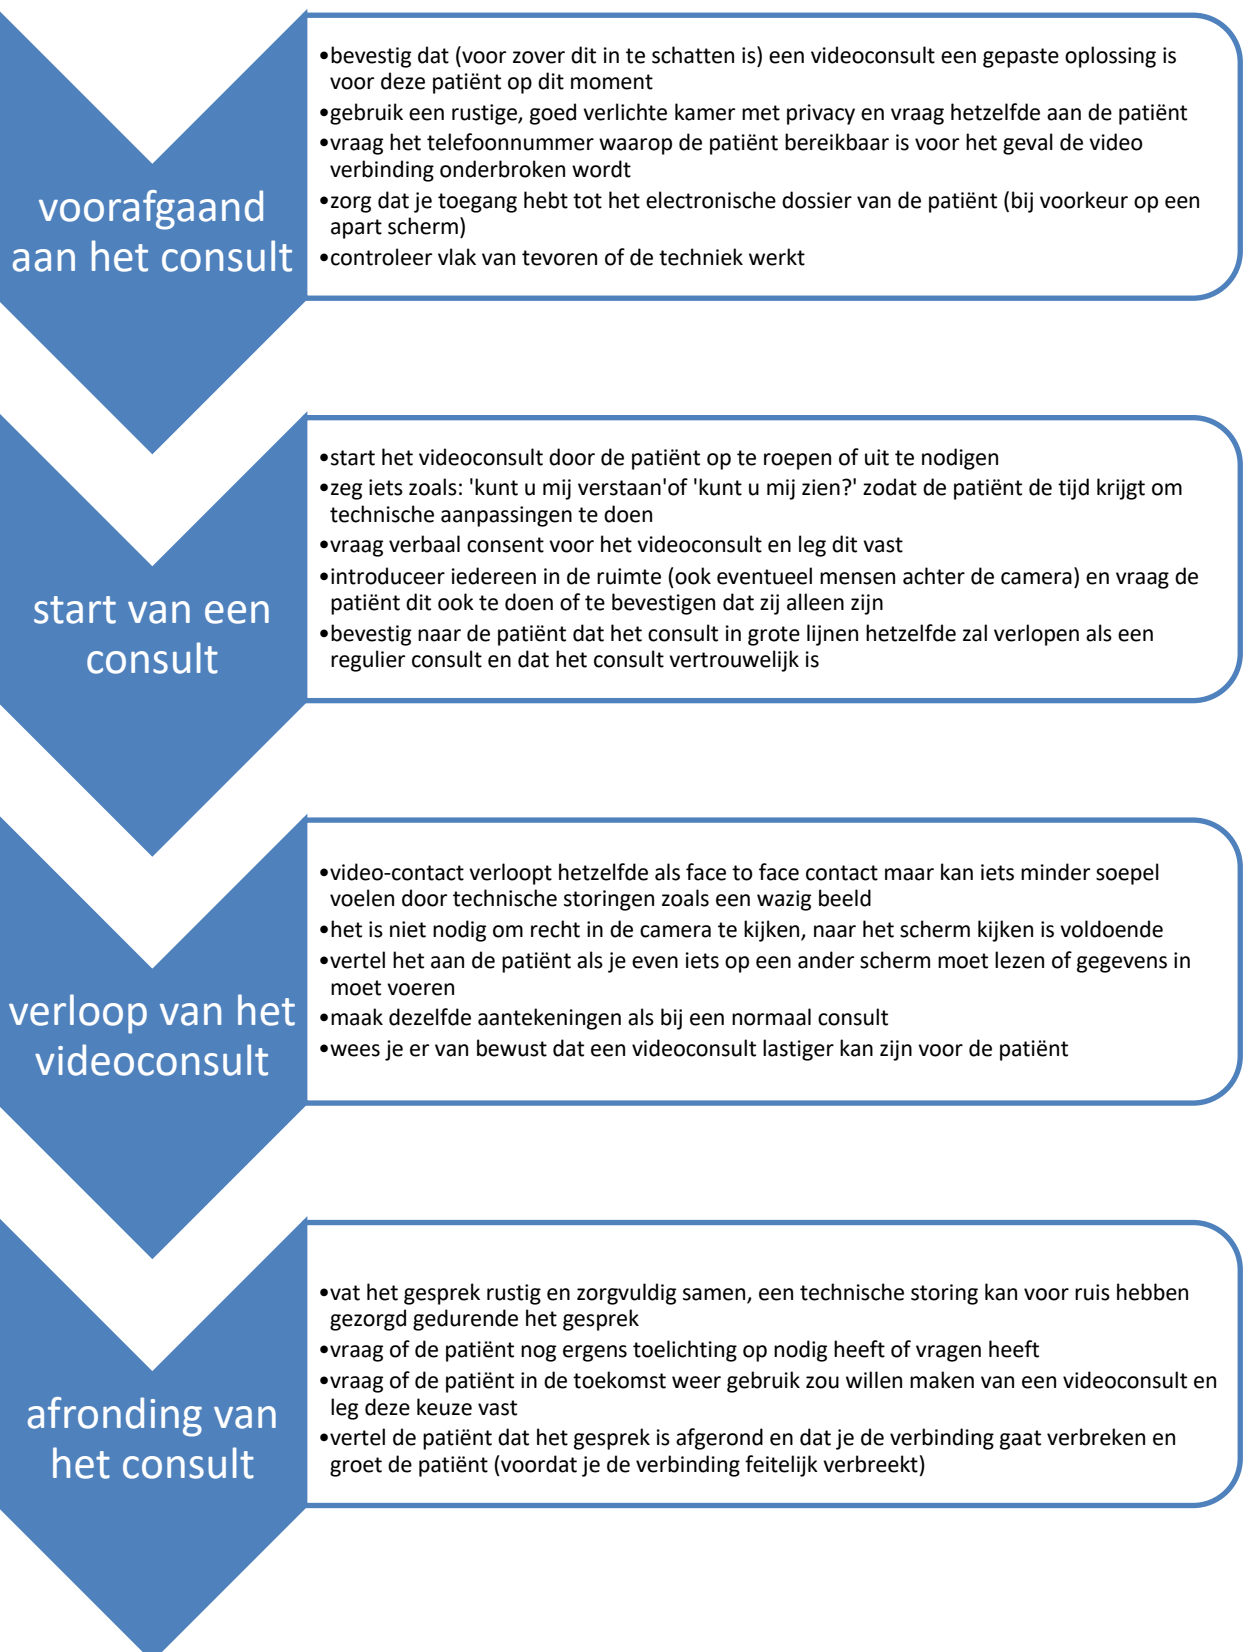 voorafgaand
aan het consult
•bevestig dat (voor zover dit in te schatten is) een videoconsult een gepaste oplossing is
voor deze patiënt op dit moment
•gebruik een rustige, goed verlichte kamer met privacy en vraag hetzelfde aan de patiënt
•vraag het telefoonnummer waarop de patiënt bereikbaar is voor het geval de video
verbinding onderbroken wordt
•zorg dat je toegang hebt tot het electronische dossier van de patiënt (bij voorkeur op een
apart scherm)
•controleer vlak van tevoren of de techniek werkt
start van een
consult
•start het videoconsult door de patiënt op te roepen of uit te nodigen
•zeg iets zoals: 'kunt u mij verstaan'of 'kunt u mij zien?' zodat de patiënt de tijd krijgt om
technische aanpassingen te doen
•vraag verbaal consent voor het videoconsult en leg dit vast
•introduceer iedereen in de ruimte (ook eventueel mensen achter de camera) en vraag de
patiënt dit ook te doen of te bevestigen dat zij alleen zijn
•bevestig naar de patiënt dat het consult in grote lijnen hetzelfde zal verlopen als een
regulier consult en dat het consult vertrouwelijk is
verloop van het
videoconsult
•video-contact verloopt hetzelfde als face to face contact maar kan iets minder soepel
voelen door technische storingen zoals een wazig beeld
•het is niet nodig om recht in de camera te kijken, naar het scherm kijken is voldoende
•vertel het aan de patiënt als je even iets op een ander scherm moet lezen of gegevens in
moet voeren
•maak dezelfde aantekeningen als bij een normaal consult
•wees je er van bewust dat een videoconsult lastiger kan zijn voor de patiënt
afronding van
het consult
•vat het gesprek rustig en zorgvuldig samen, een technische storing kan voor ruis hebben
gezorgd gedurende het gesprek
•vraag of de patiënt nog ergens toelichting op nodig heeft of vragen heeft
•vraag of de patiënt in de toekomst weer gebruik zou willen maken van een videoconsult en
leg deze keuze vast
•vertel de patiënt dat het gesprek is afgerond en dat je de verbinding gaat verbreken en
groet de patiënt (voordat je de verbinding feitelijk verbreekt)